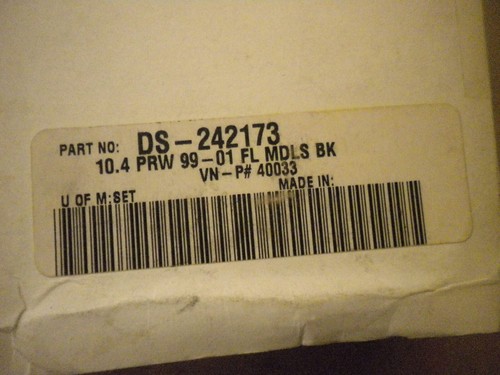 PART NO: DS-242173
10.4 PRW 99-01 FL MDLS BK
VN-P# 40033
U OF M: SET MADE IN: